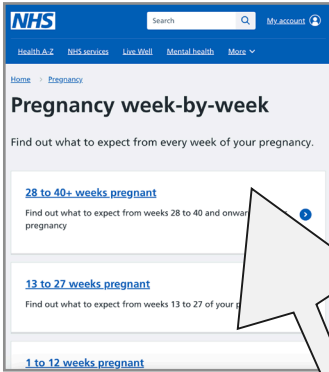 NHS
Search
My account
Health A-Z NHS services Live Well Mental health More
Home Pregnancy
Pregnancy week-by-week
Find out what to expect from every week of your pregnancy.
28 to 40+ weeks pregnant
Find out what to expect from weeks 28 to 40 and
pregnancy
13 to 27 weeks pregnant
Find out what to expect from weeks 13 to 27 of your
1 to 12 weeks pregnant